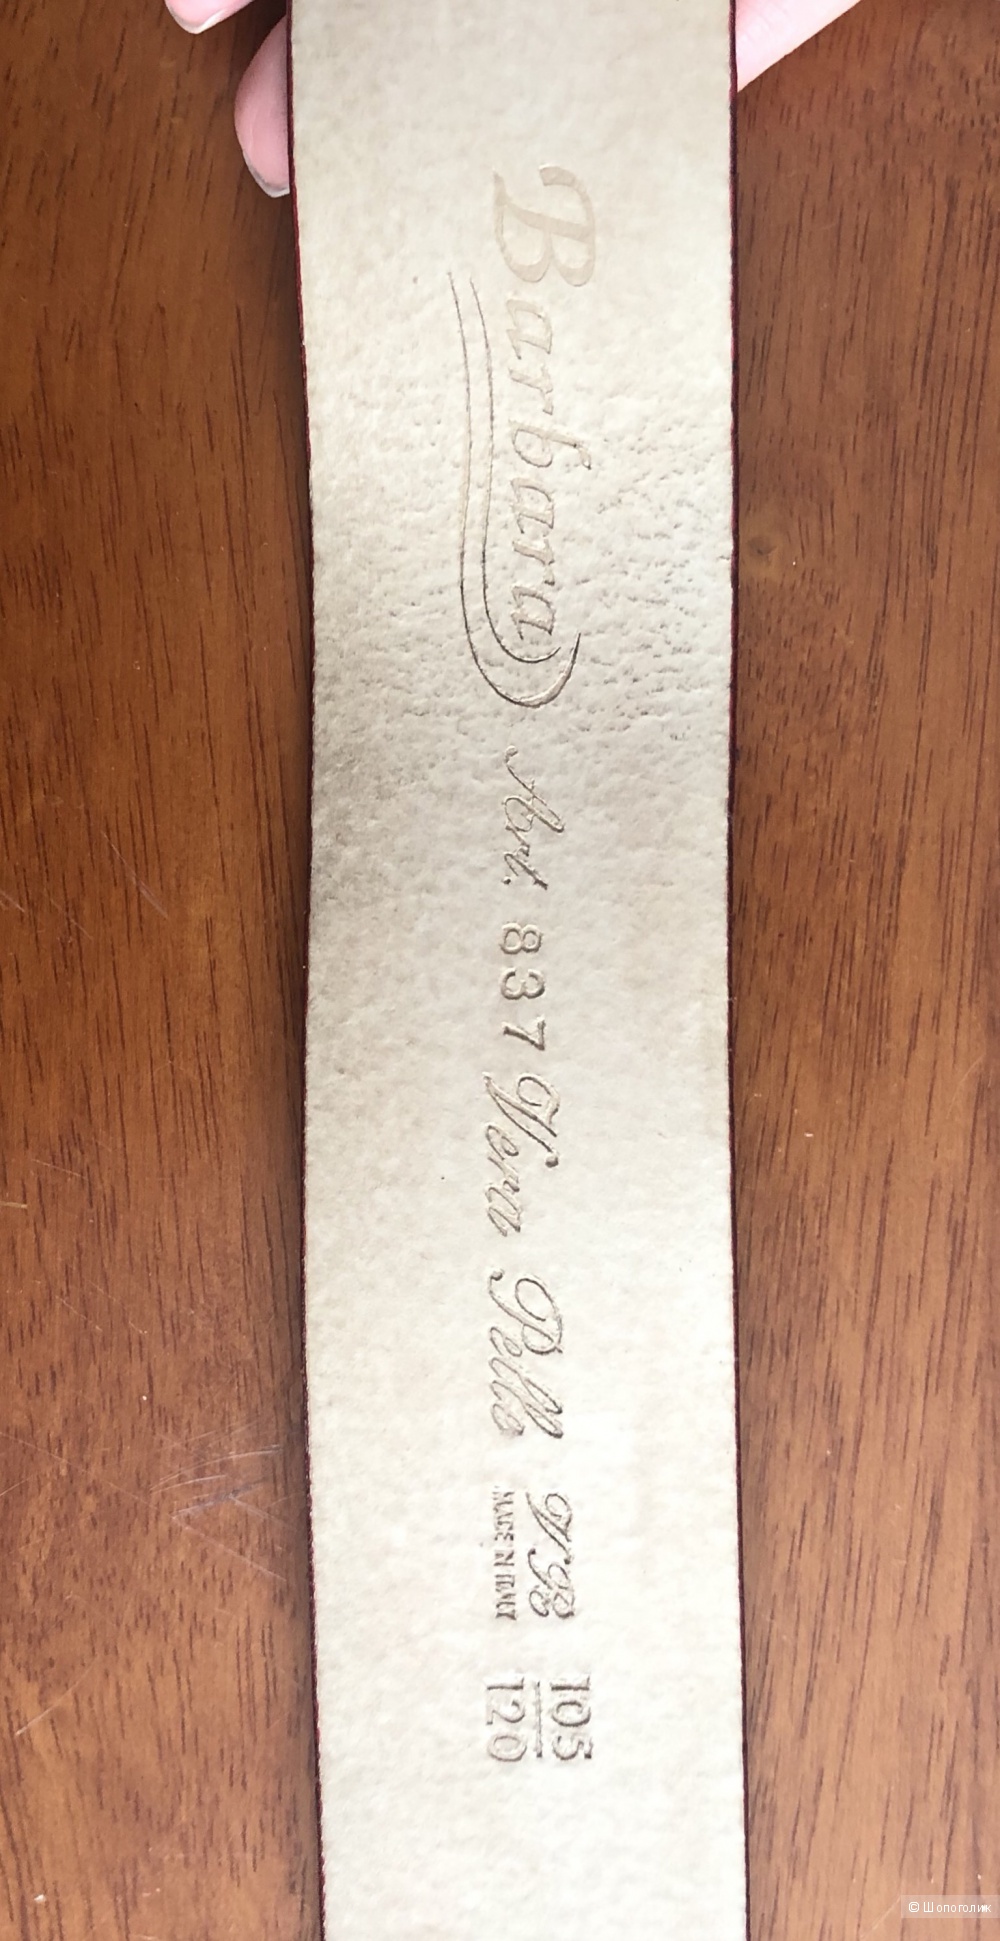 Barbara Art. 837 Vera Pelle
MADE IN ITALY
105
120
© Шопоголик